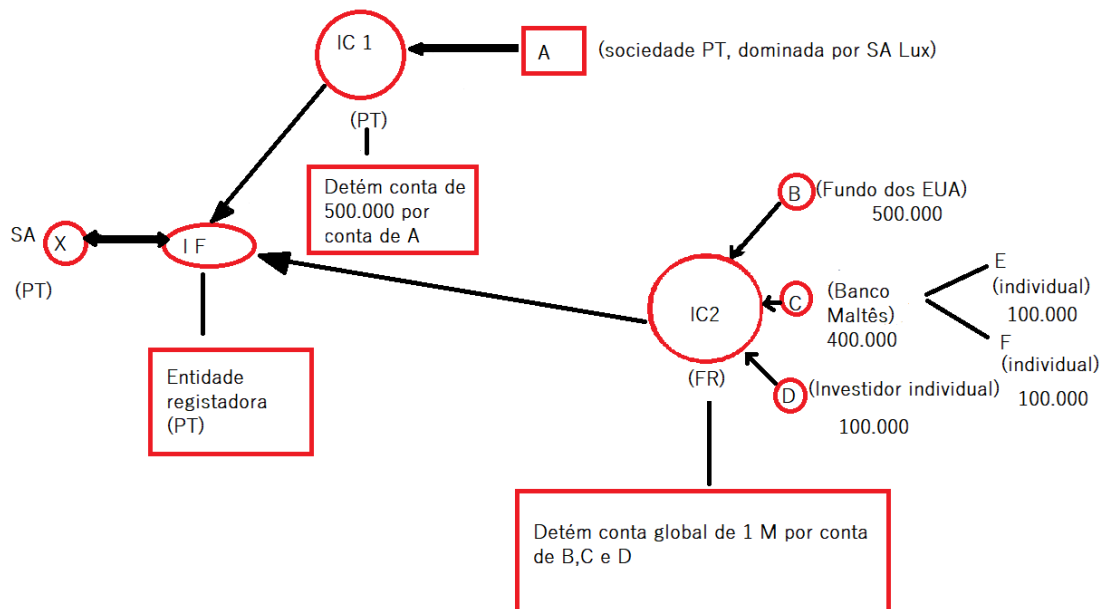 IC 1
A
(sociedade PT, dominada por SA Lux)
(PT)
Detém conta de
500.000 por
conta de A
SA
X
(PT)
I F
Entidade
registadora
(PT)
IC2
(FR)
B
(Fundo dos EUA)
500.000
C
(Banco
Maltês)
400.000
E
(individual)
100.000
F
(individual)
100.000
D
(Investidor individual)
100.000
Detém conta global de 1 M por conta
de B,C e D